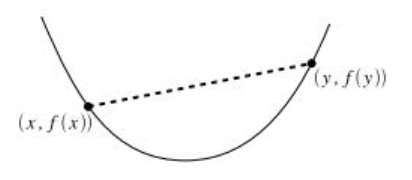 (y, f(y))
(x, f(x))